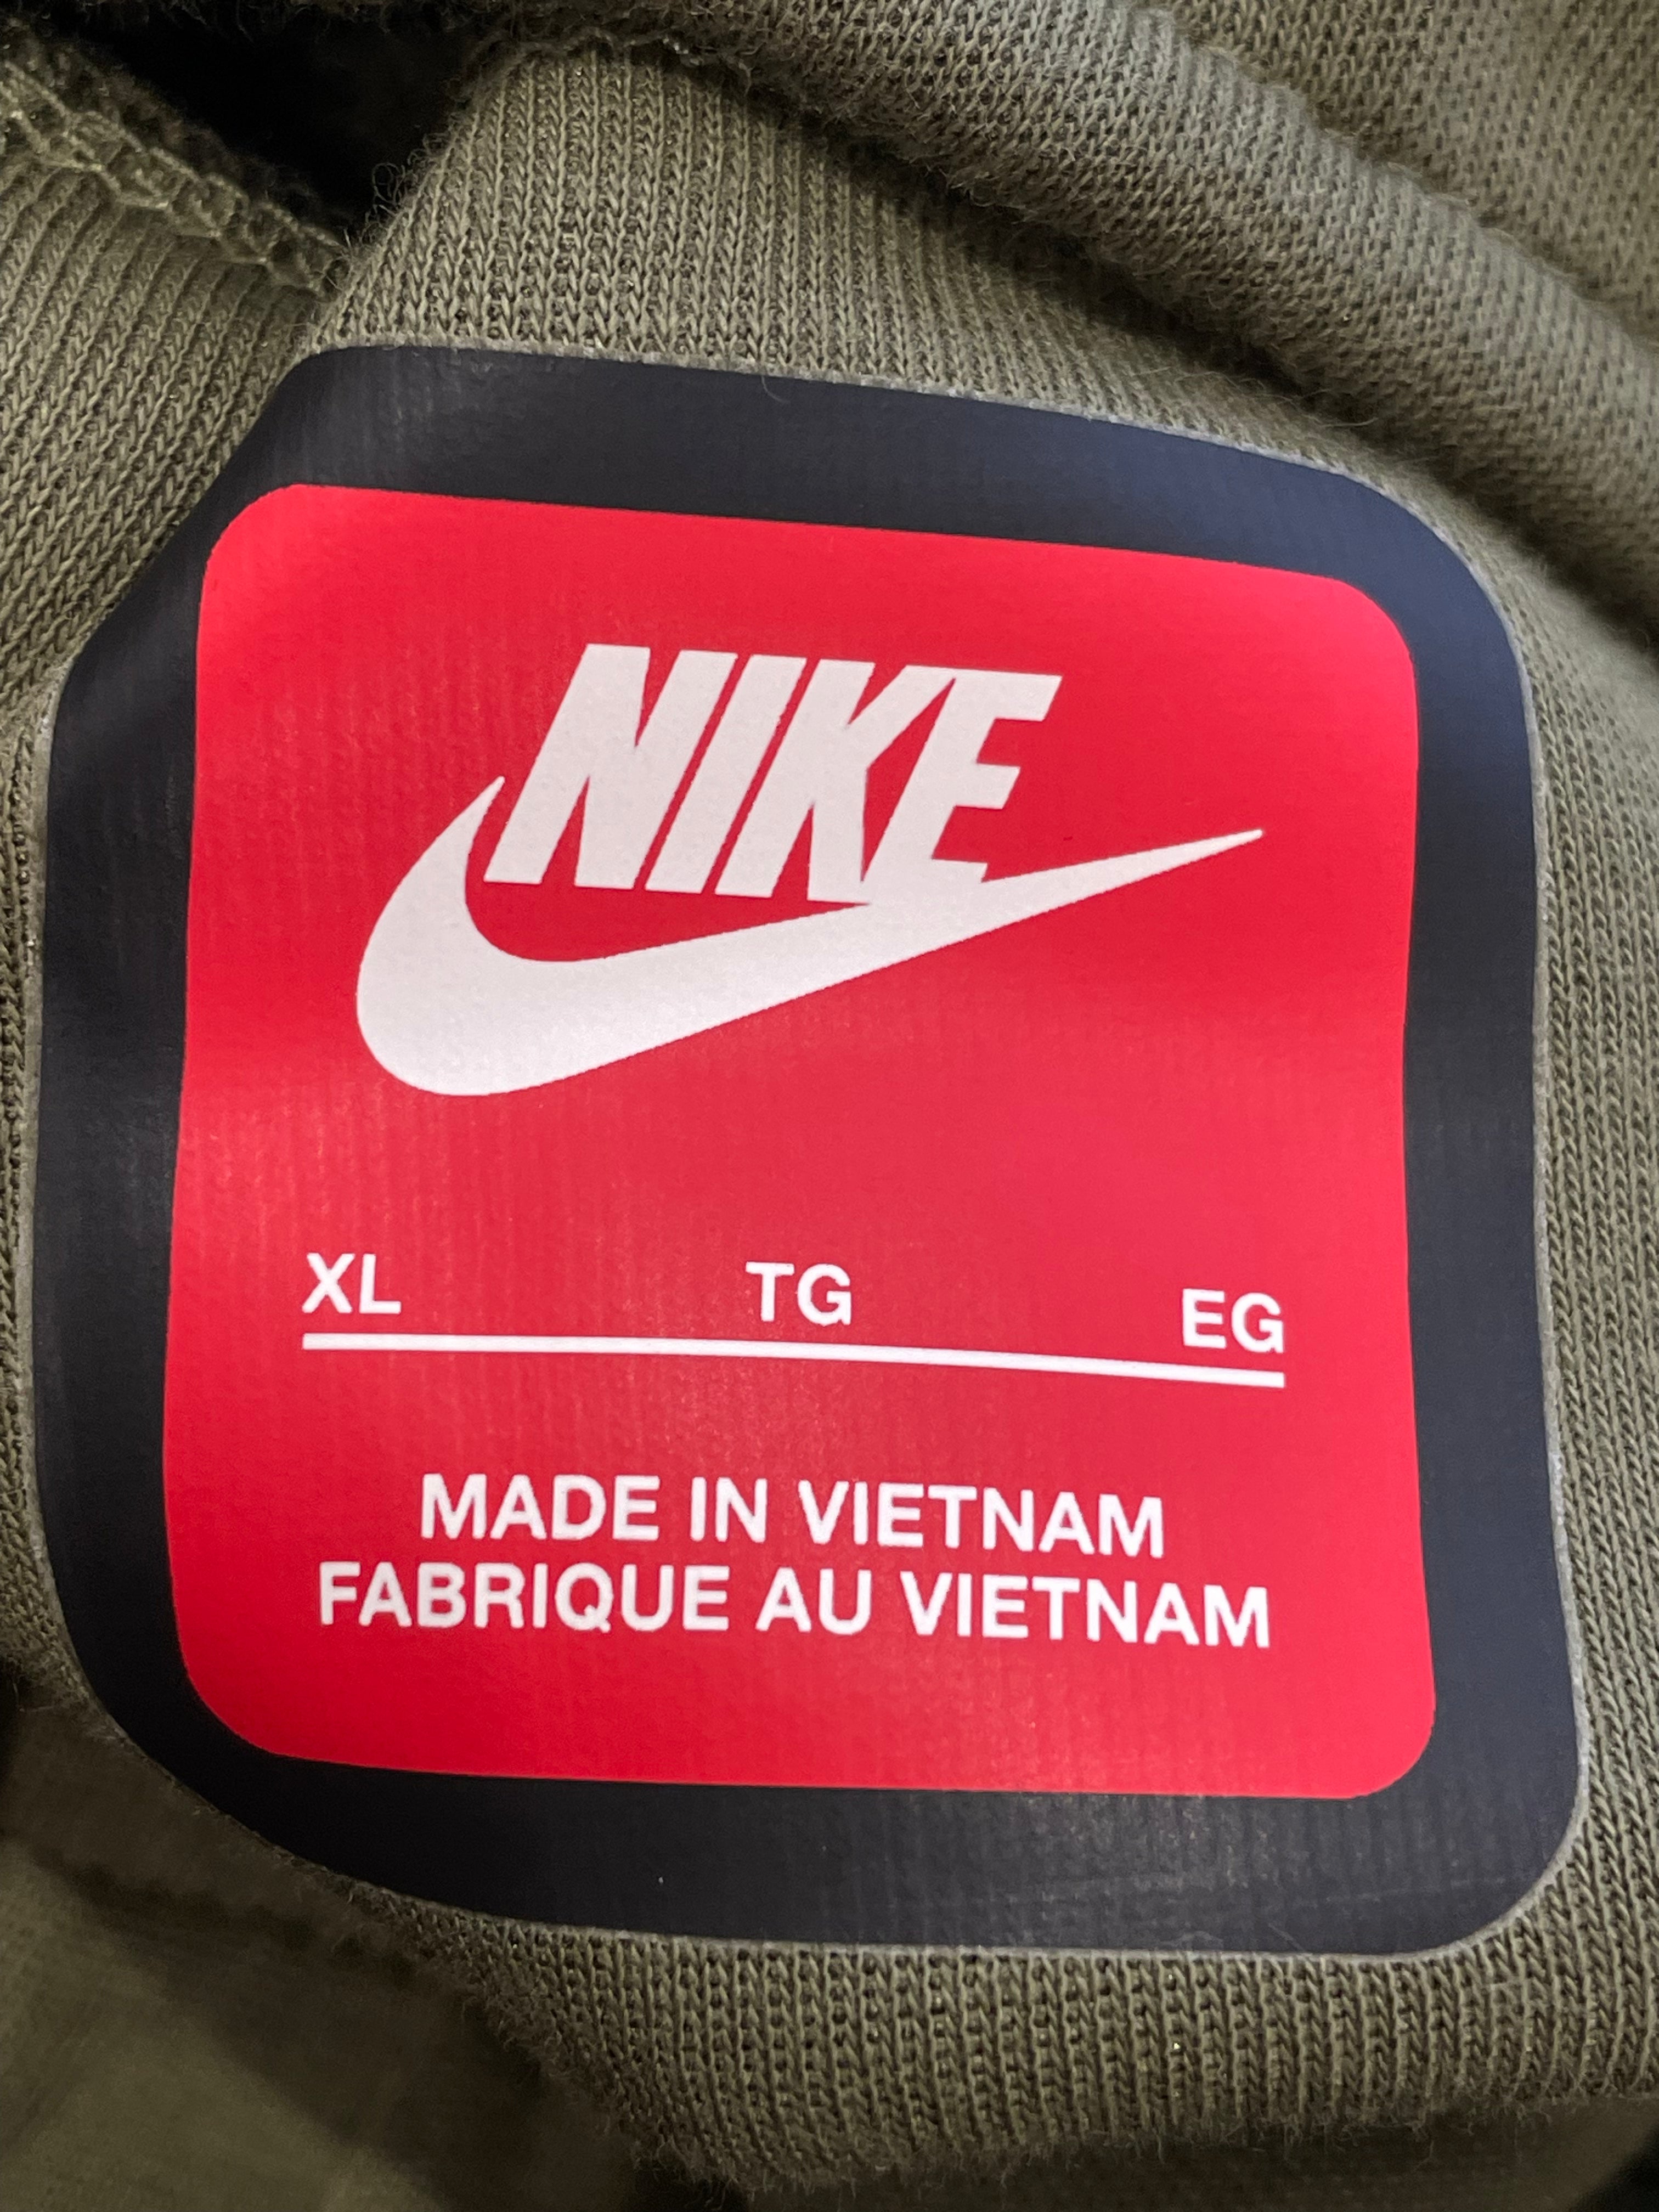 NIKE
XL TG EG
MADE IN VIETNAM
FABRIQUE AU VIETNAM